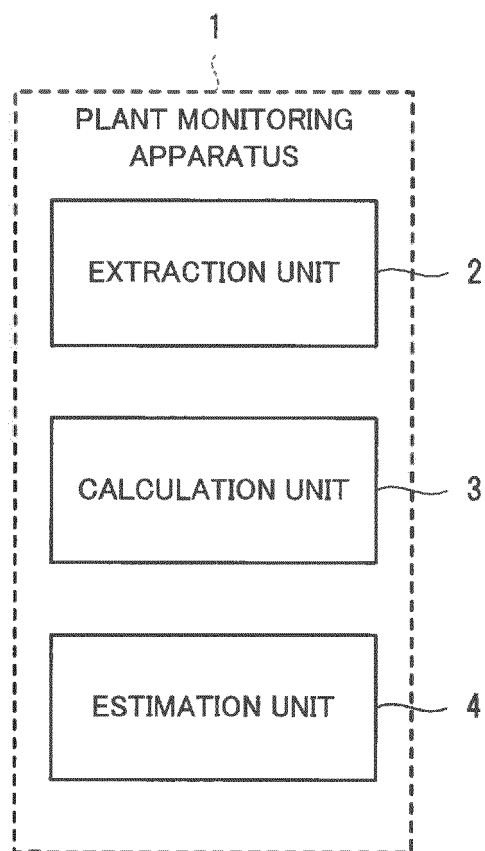 1
PLANT MONITORING
APPARATUS
EXTRACTION UNIT
2
CALCULATION UNIT
3
ESTIMATION UNIT
4